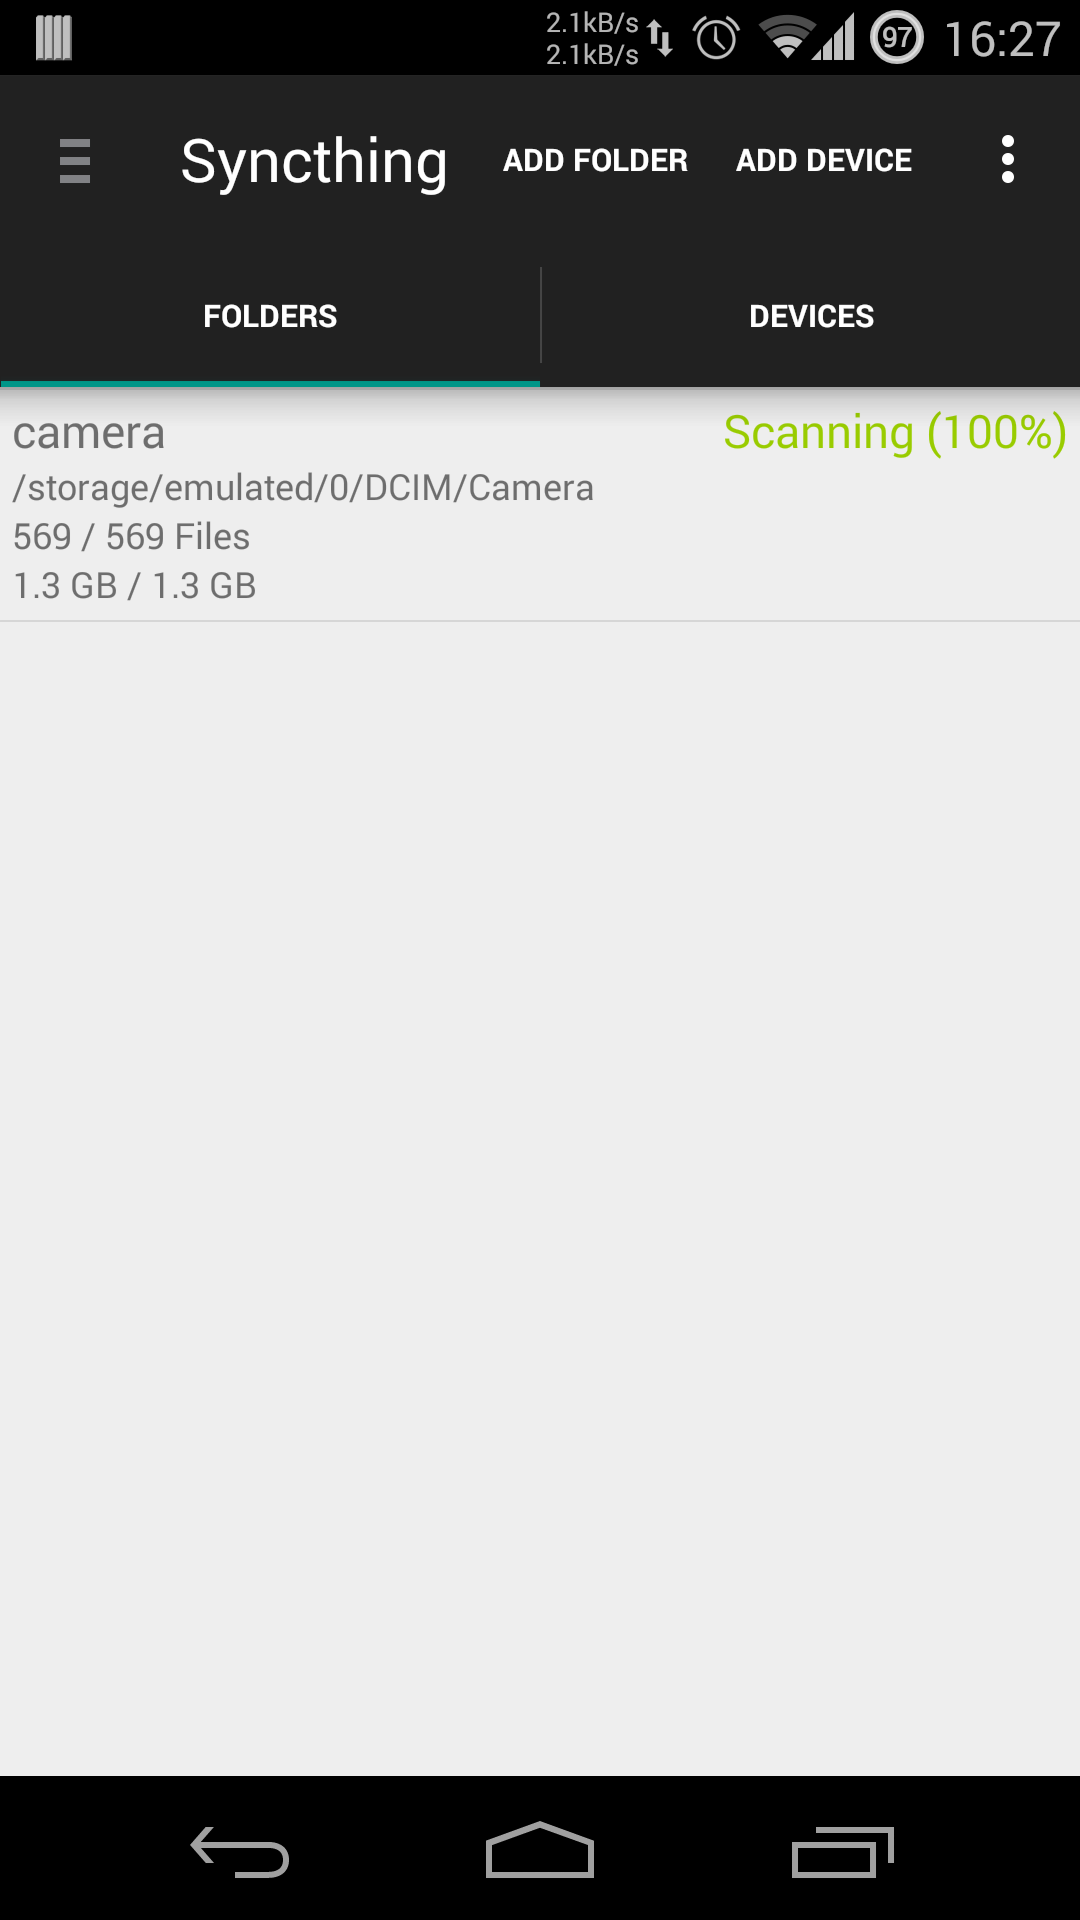 2.1kB/s
2.1kB/s
97
16:27
Syncthing
ADD FOLDER
ADD DEVICE
FOLDERS
DEVICES
camera
Scanning (100%)
/storage/emulated/0/DCIM/Camera
569 / 569 Files
1.3 GB / 1.3 GB